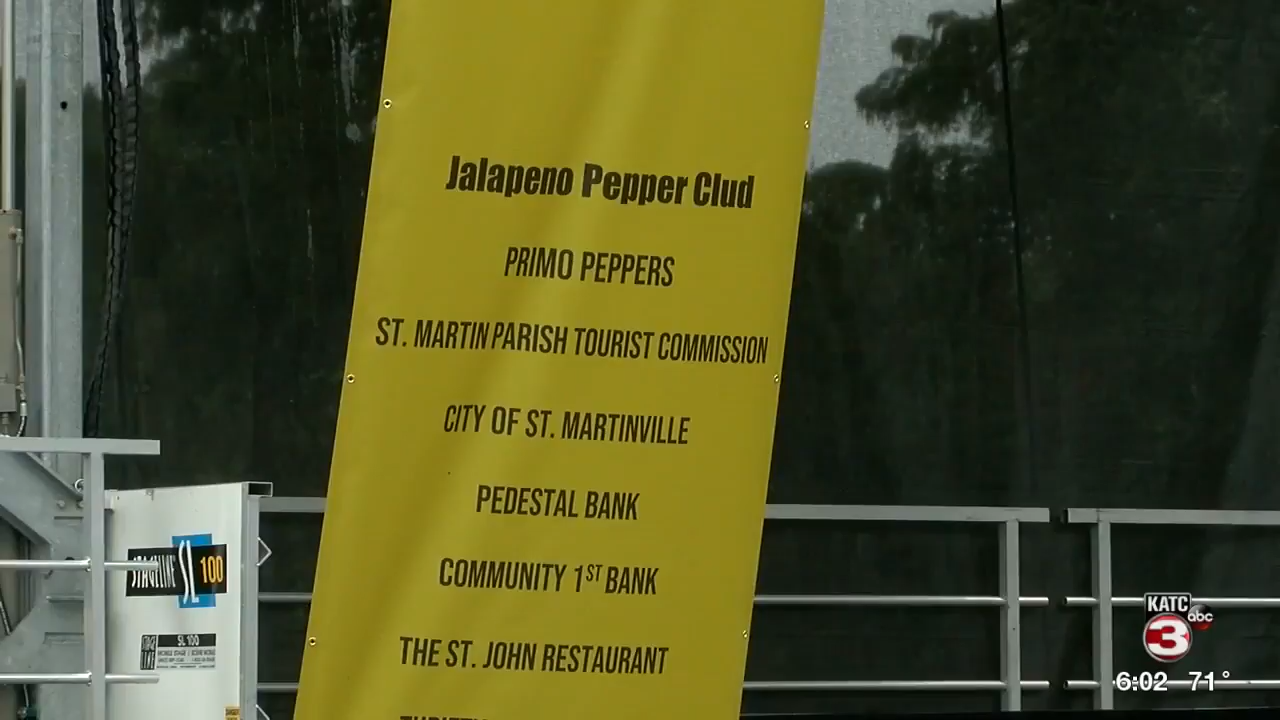 Jalapeno Pepper Clud
PRIMO PEPPERS
ST. MARTIN PARISH TOURIST COMMISSION
CITY OF ST. MARTINVILLE
PEDESTAL BANK
COMMUNITY 1ST BANK
THE ST. JOHN RESTAURANT
STAGELINE SL 100
SL 100
KATC
abc
3
6:02 71°